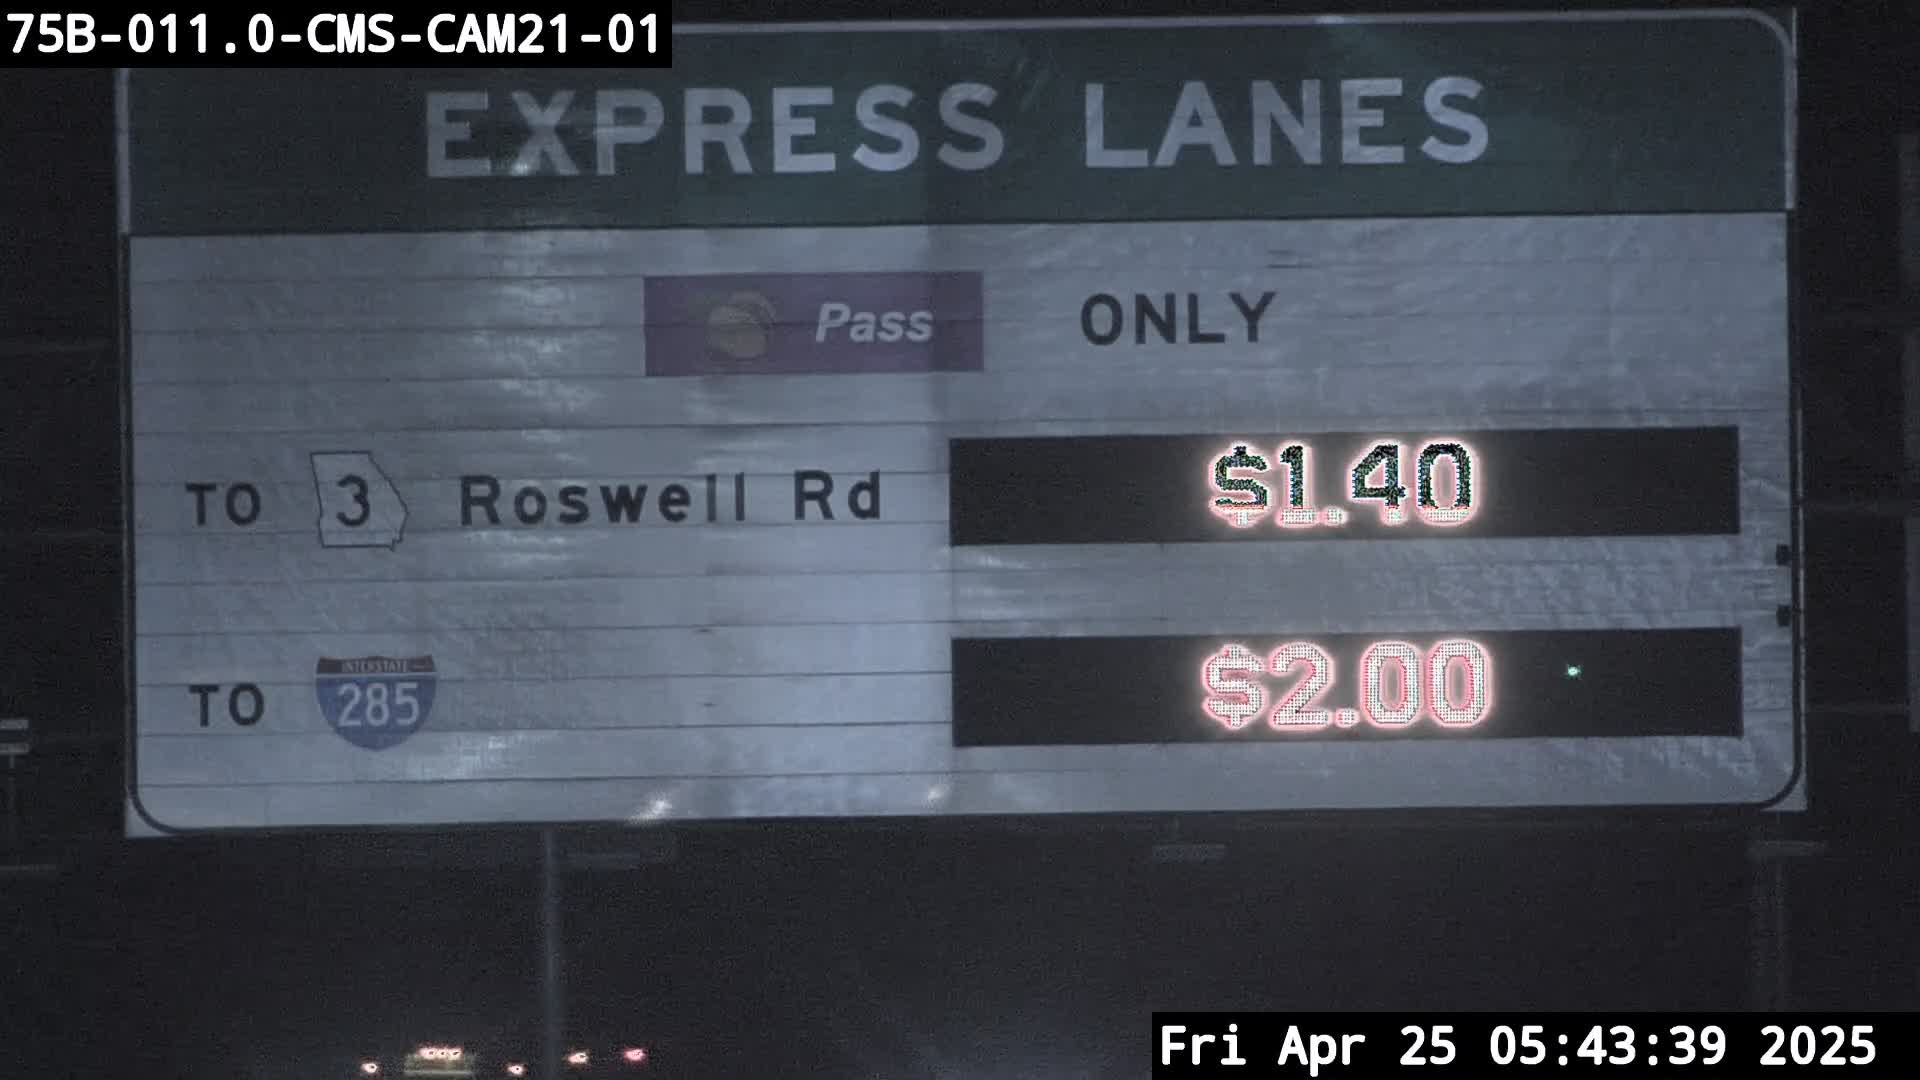 75B-011.0-CMS-CAM21-01
EXPRESS LANES
Pass ONLY
TO 3 Roswell Rd $1.40
INTERSTATE
TO 285 $2.00
Fri Apr 25 05:43:39 2025